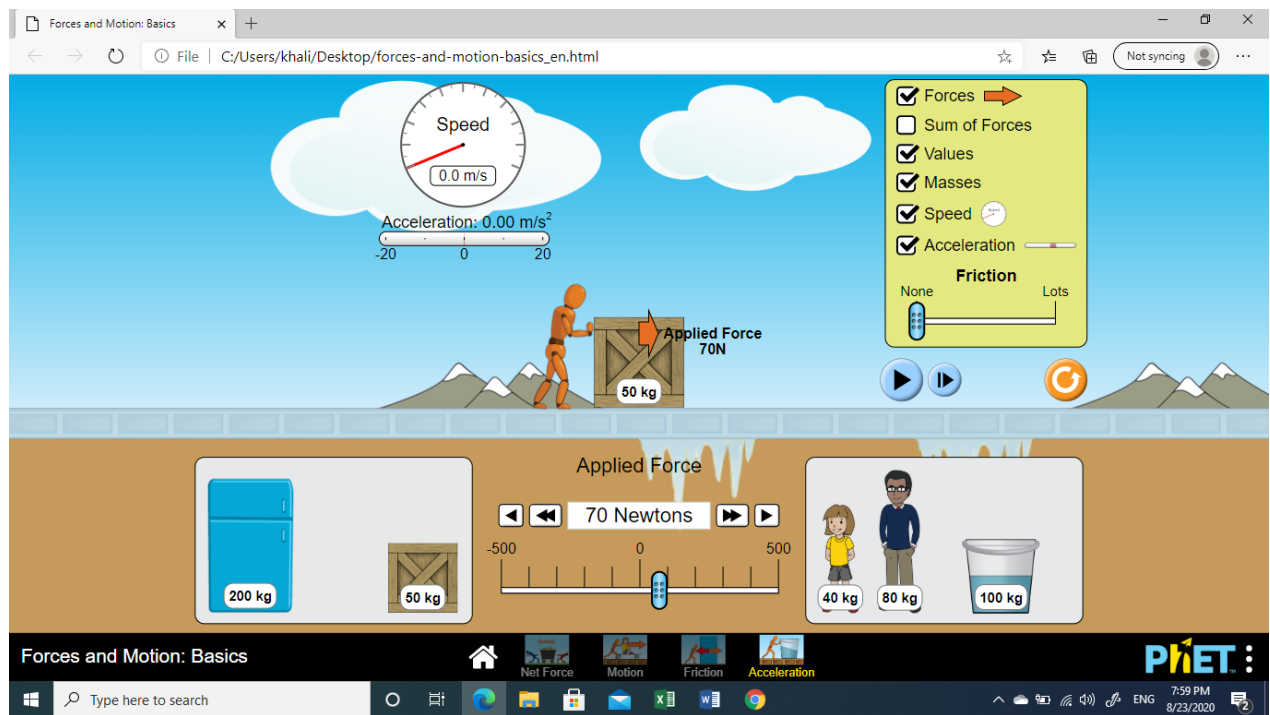 Forces and Motion: Basics
File
C:/Users/khali/Desktop/forces-and-motion-basics_en.html
Not syncing
Speed
0.0 m/s
Acceleration: 0.00 m/s²
-20 0 20
Forces
Sum of Forces
Values
Masses
Speed
Acceleration
Friction
None Lots
Applied Force
70N
50 kg
Applied Force
70 Newtons
-500 0 500
200 kg
50 kg
40 kg
80 kg
100 kg
Forces and Motion: Basics
Net Force
Motion
Friction
Acceleration
PhET
Type here to search
ENG
7:59 PM
8/23/2020
2